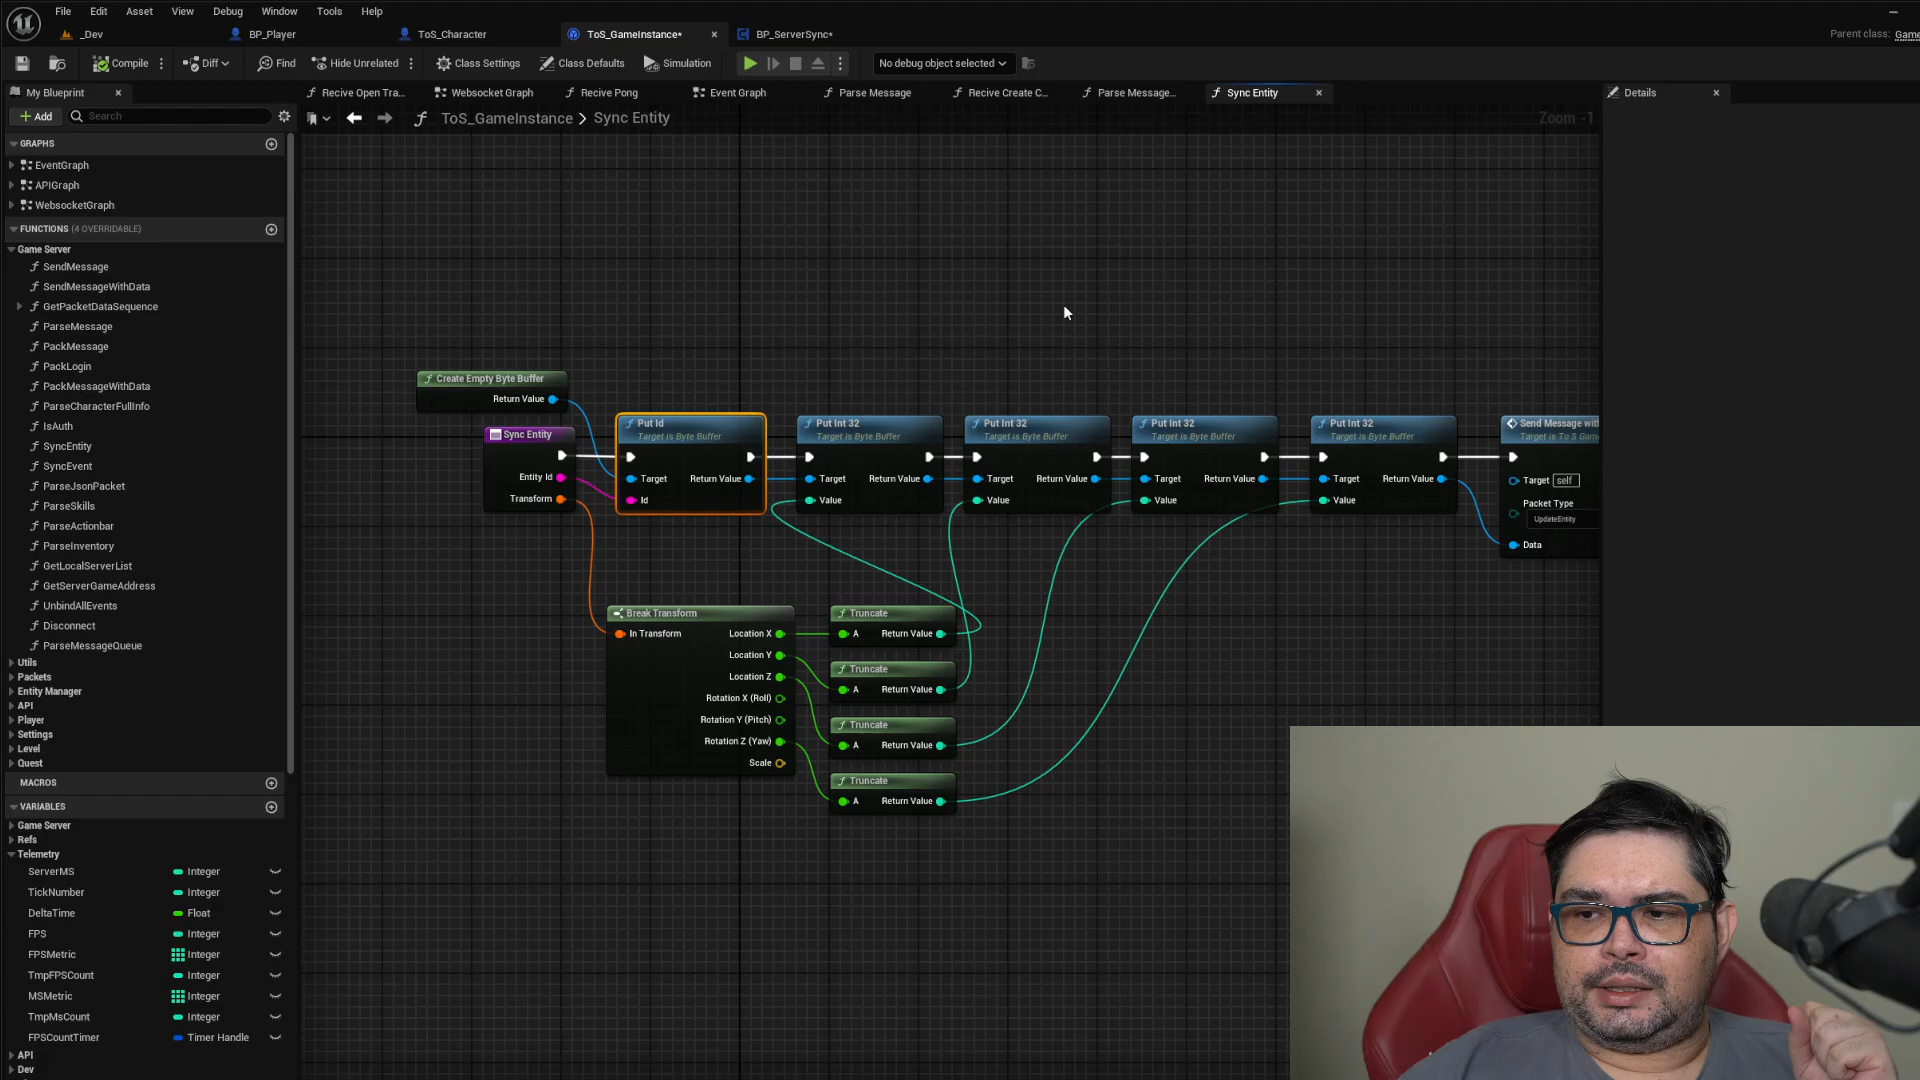 File Edit Asset View Debug Window Tools Help
_Dev BP_Player ToS_Character ToS_GameInstance* BP_ServerSync*
Parent class: Game
Compile Diff Find Hide Unrelated Class Settings Class Defaults Simulation No debug object selected
My Blueprint Recive Open Tra... Websocket Graph Recive Pong Event Graph Parse Message Recive Create C... Parse Message... Sync Entity Details
Add Search
ToS_GameInstance > Sync Entity
Zoom -1
GRAPHS
EventGraph
APIGraph
WebsocketGraph
FUNCTIONS (4 OVERRIDABLE)
Game Server
SendMessage
SendMessageWithData
GetPacketDataSequence
ParseMessage
PackMessage
PackLogin
PackMessageWithData
ParseCharacterFullInfo
IsAuth
SyncEntity
SyncEvent
ParseJsonPacket
ParseSkills
ParseActionbar
ParseInventory
GetLocalServerList
GetServerGameAddress
UnbindAllEvents
Disconnect
ParseMessageQueue
Utils
Packets
Entity Manager
API
Player
Settings
Level
Quest
MACROS
VARIABLES
Game Server
Refs
Telemetry
ServerMS Integer
TickNumber Integer
DeltaTime Float
FPS Integer
FPSMetric Integer
TmpFPSCount Integer
MSMetric Integer
TmpMsCount Integer
FPSCountTimer Timer Handle
API
Dev
Create Empty Byte Buffer
Return Value
Sync Entity
Entity Id
Transform
Put Id
Target is Byte Buffer
Target Return Value
Id
Put Int 32
Target is Byte Buffer
Target Return Value
Value
Put Int 32
Target is Byte Buffer
Target Return Value
Value
Put Int 32
Target is Byte Buffer
Target Return Value
Value
Put Int 32
Target is Byte Buffer
Target Return Value
Value
Send Message wit
Target is To S Gam
Target self
Packet Type
UpdateEntity
Data
Break Transform
In Transform Location X
Location Y
Location Z
Rotation X (Roll)
Rotation Y (Pitch)
Rotation Z (Yaw)
Scale
Truncate
A Return Value
Truncate
A Return Value
Truncate
A Return Value
Truncate
A Return Value